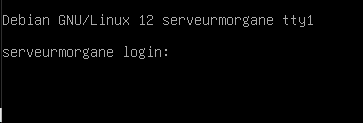 Debian GNU/Linux 12 serveurmorgane tty1
serveurmorgane login: